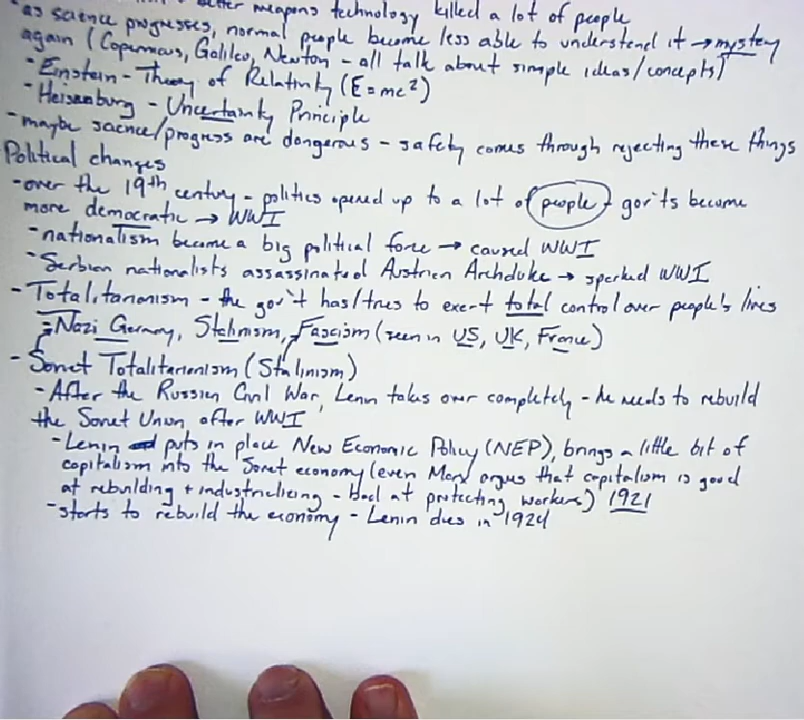 better weapons technology killed a lot of people
- as science progresses, normal people become less able to understand it → mystery
again (Copernicus, Galileo, Newton - all talk about simple ideas/concepts)
- Einstein - Theory of Relativity (E=mc²)
- Heisenburg - Uncertainty Principle
- maybe science/progress are dangerous - safety comes through rejecting these things
Political changes
- over the 19th century - politics opened up to a lot of people + gov'ts become
more democratic → WWI
- nationalism became a big political force → caused WWI
- Serbian nationalists assassinated Austrian Archduke → sparked WWI
- Totalitarianism - the gov't has/tries to exert total control over people's lives
- Nazi Germany, Stalinism, Fascism (seen in US, UK, France)
- Soviet Totalitarianism (Stalinism)
- After the Russian Civil War, Lenin takes over completely - he needs to rebuild
the Soviet Union after WWI
- Lenin puts in place New Economic Policy (NEP), brings a little bit of
capitalism into the Soviet economy (even Marx argues that capitalism is good
at rebuilding + industrializing - bad at protecting workers) 1921
- starts to rebuild the economy - Lenin dies in 1924